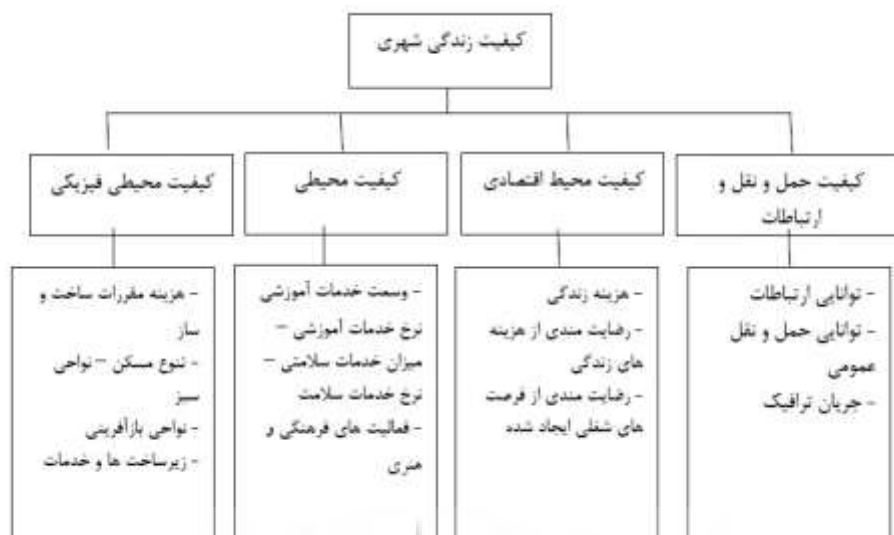 کیفیت زندگی شهری
کیفیت حمل و نقل و
ارتباطات
کیفیت محیط اقتصادی
کیفیت محیطی
کیفیت محیطی فیزیکی
- توانایی ارتباطات
- توانایی حمل و نقل
عمومی
- جریان ترافیک
- هزینه زندگی
- رضایت مندی از هزینه
های زندگی
- رضایت مندی از فرصت
های شغلی ایجاد شده
- وسعت خدمات آموزشی
نرخ خدمات آموزشی –
میزان خدمات سلامتی –
نرخ خدمات سلامت
- فعالیت های فرهنگی و
هنری
- هزینه مقررات ساخت و
ساز
- تنوع مسکن – نواحی
سبز
- نواحی بازآفرینی
- زیرساخت ها و خدمات